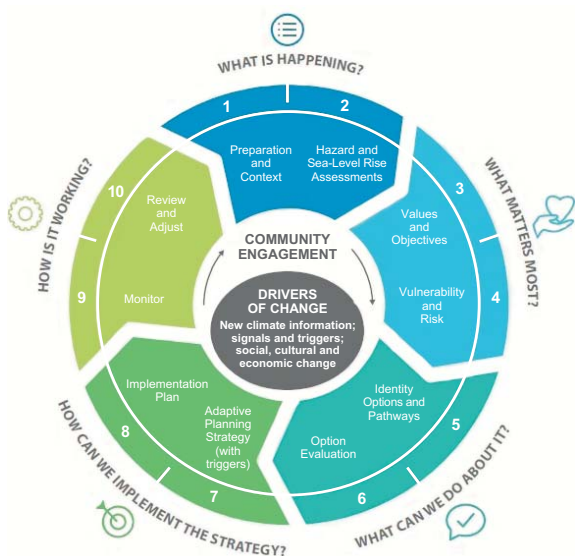 WHAT IS HAPPENING?
1
Preparation
and
Context
2
Hazard and
Sea-Level Rise
Assessments
WHAT MATTERS MOST?
3
Values
and
Objectives
4
Vulnerability
and
Risk
WHAT CAN WE DO ABOUT IT?
5
Identity
Options and
Pathways
6
Option
Evaluation
HOW CAN WE IMPLEMENT THE STRATEGY?
7
Adaptive
Planning
Strategy
(with
triggers)
8
Implementation
Plan
HOW IS IT WORKING?
9
Monitor
10
Review
and
Adjust
COMMUNITY
ENGAGEMENT
DRIVERS
OF CHANGE
New climate information;
signals and triggers;
social, cultural and
economic change